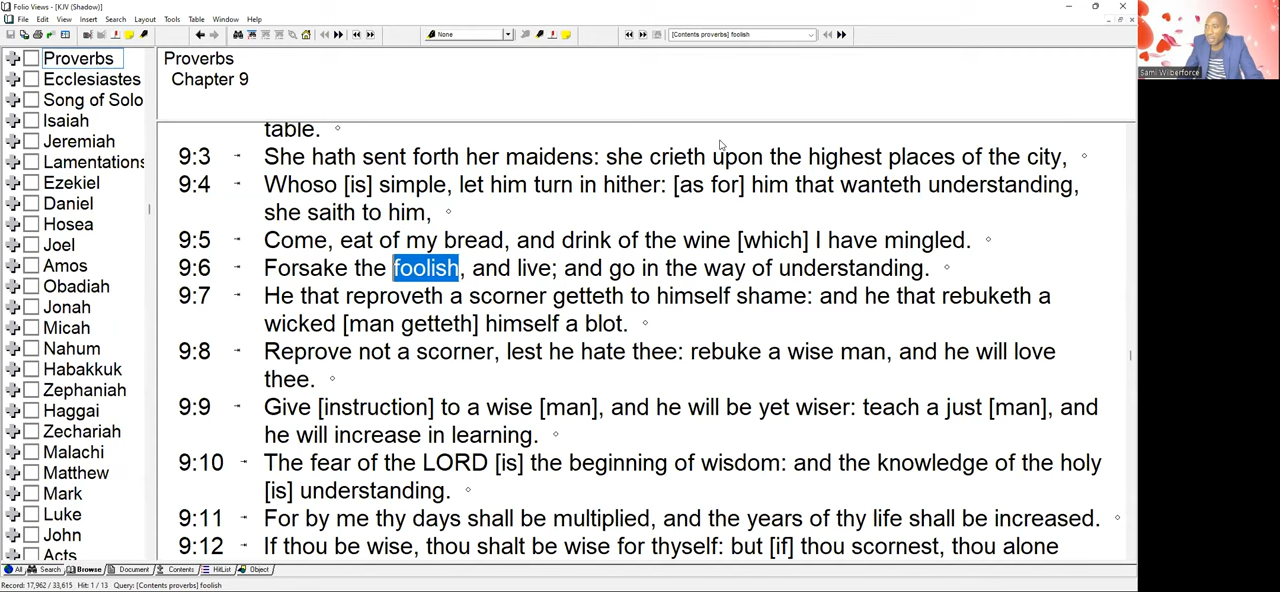 Folio Views - [KJV (Shadow)]
File Edit View Insert Search Layout Tools Table Window Help
None
[Contents proverbs] foolish
Sami Wilberforce
Proverbs
Ecclesiastes
Song of Solo
Isaiah
Jeremiah
Lamentations
Ezekiel
Daniel
Hosea
Joel
Amos
Obadiah
Jonah
Micah
Nahum
Habakkuk
Zephaniah
Haggai
Zechariah
Malachi
Matthew
Mark
Luke
John
Acts
Proverbs
Chapter 9
table.
9:3 She hath sent forth her maidens: she crieth upon the highest places of the city,
9:4 Whoso [is] simple, let him turn in hither: [as for] him that wanteth understanding,
she saith to him,
9:5 Come, eat of my bread, and drink of the wine [which] I have mingled.
9:6 Forsake the foolish, and live; and go in the way of understanding.
9:7 He that reproveth a scorner getteth to himself shame: and he that rebuketh a
wicked [man getteth] himself a blot.
9:8 Reprove not a scorner, lest he hate thee: rebuke a wise man, and he will love
thee.
9:9 Give [instruction] to a wise [man], and he will be yet wiser: teach a just [man], and
he will increase in learning.
9:10 The fear of the LORD [is] the beginning of wisdom: and the knowledge of the holy
[is] understanding.
9:11 For by me thy days shall be multiplied, and the years of thy life shall be increased.
9:12 If thou be wise, thou shalt be wise for thyself: but [if] thou scornest, thou alone
All Search Browse Document Contents HitList Object
Record: 17,962 / 33,615 Hit: 1 / 13 Query: [Contents proverbs] foolish